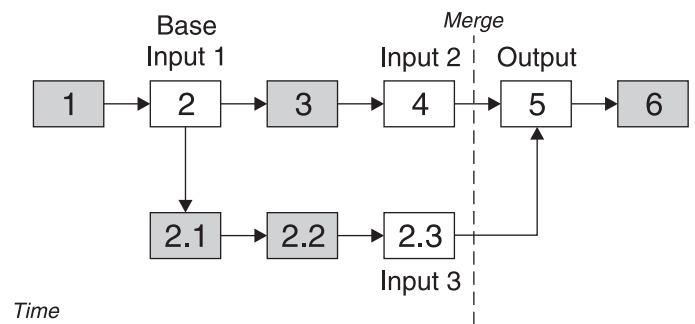 Merge
Base
Input 1
Input 2
Output
1
2
3
4
5
6
2.1
2.2
2.3
Input 3
Time